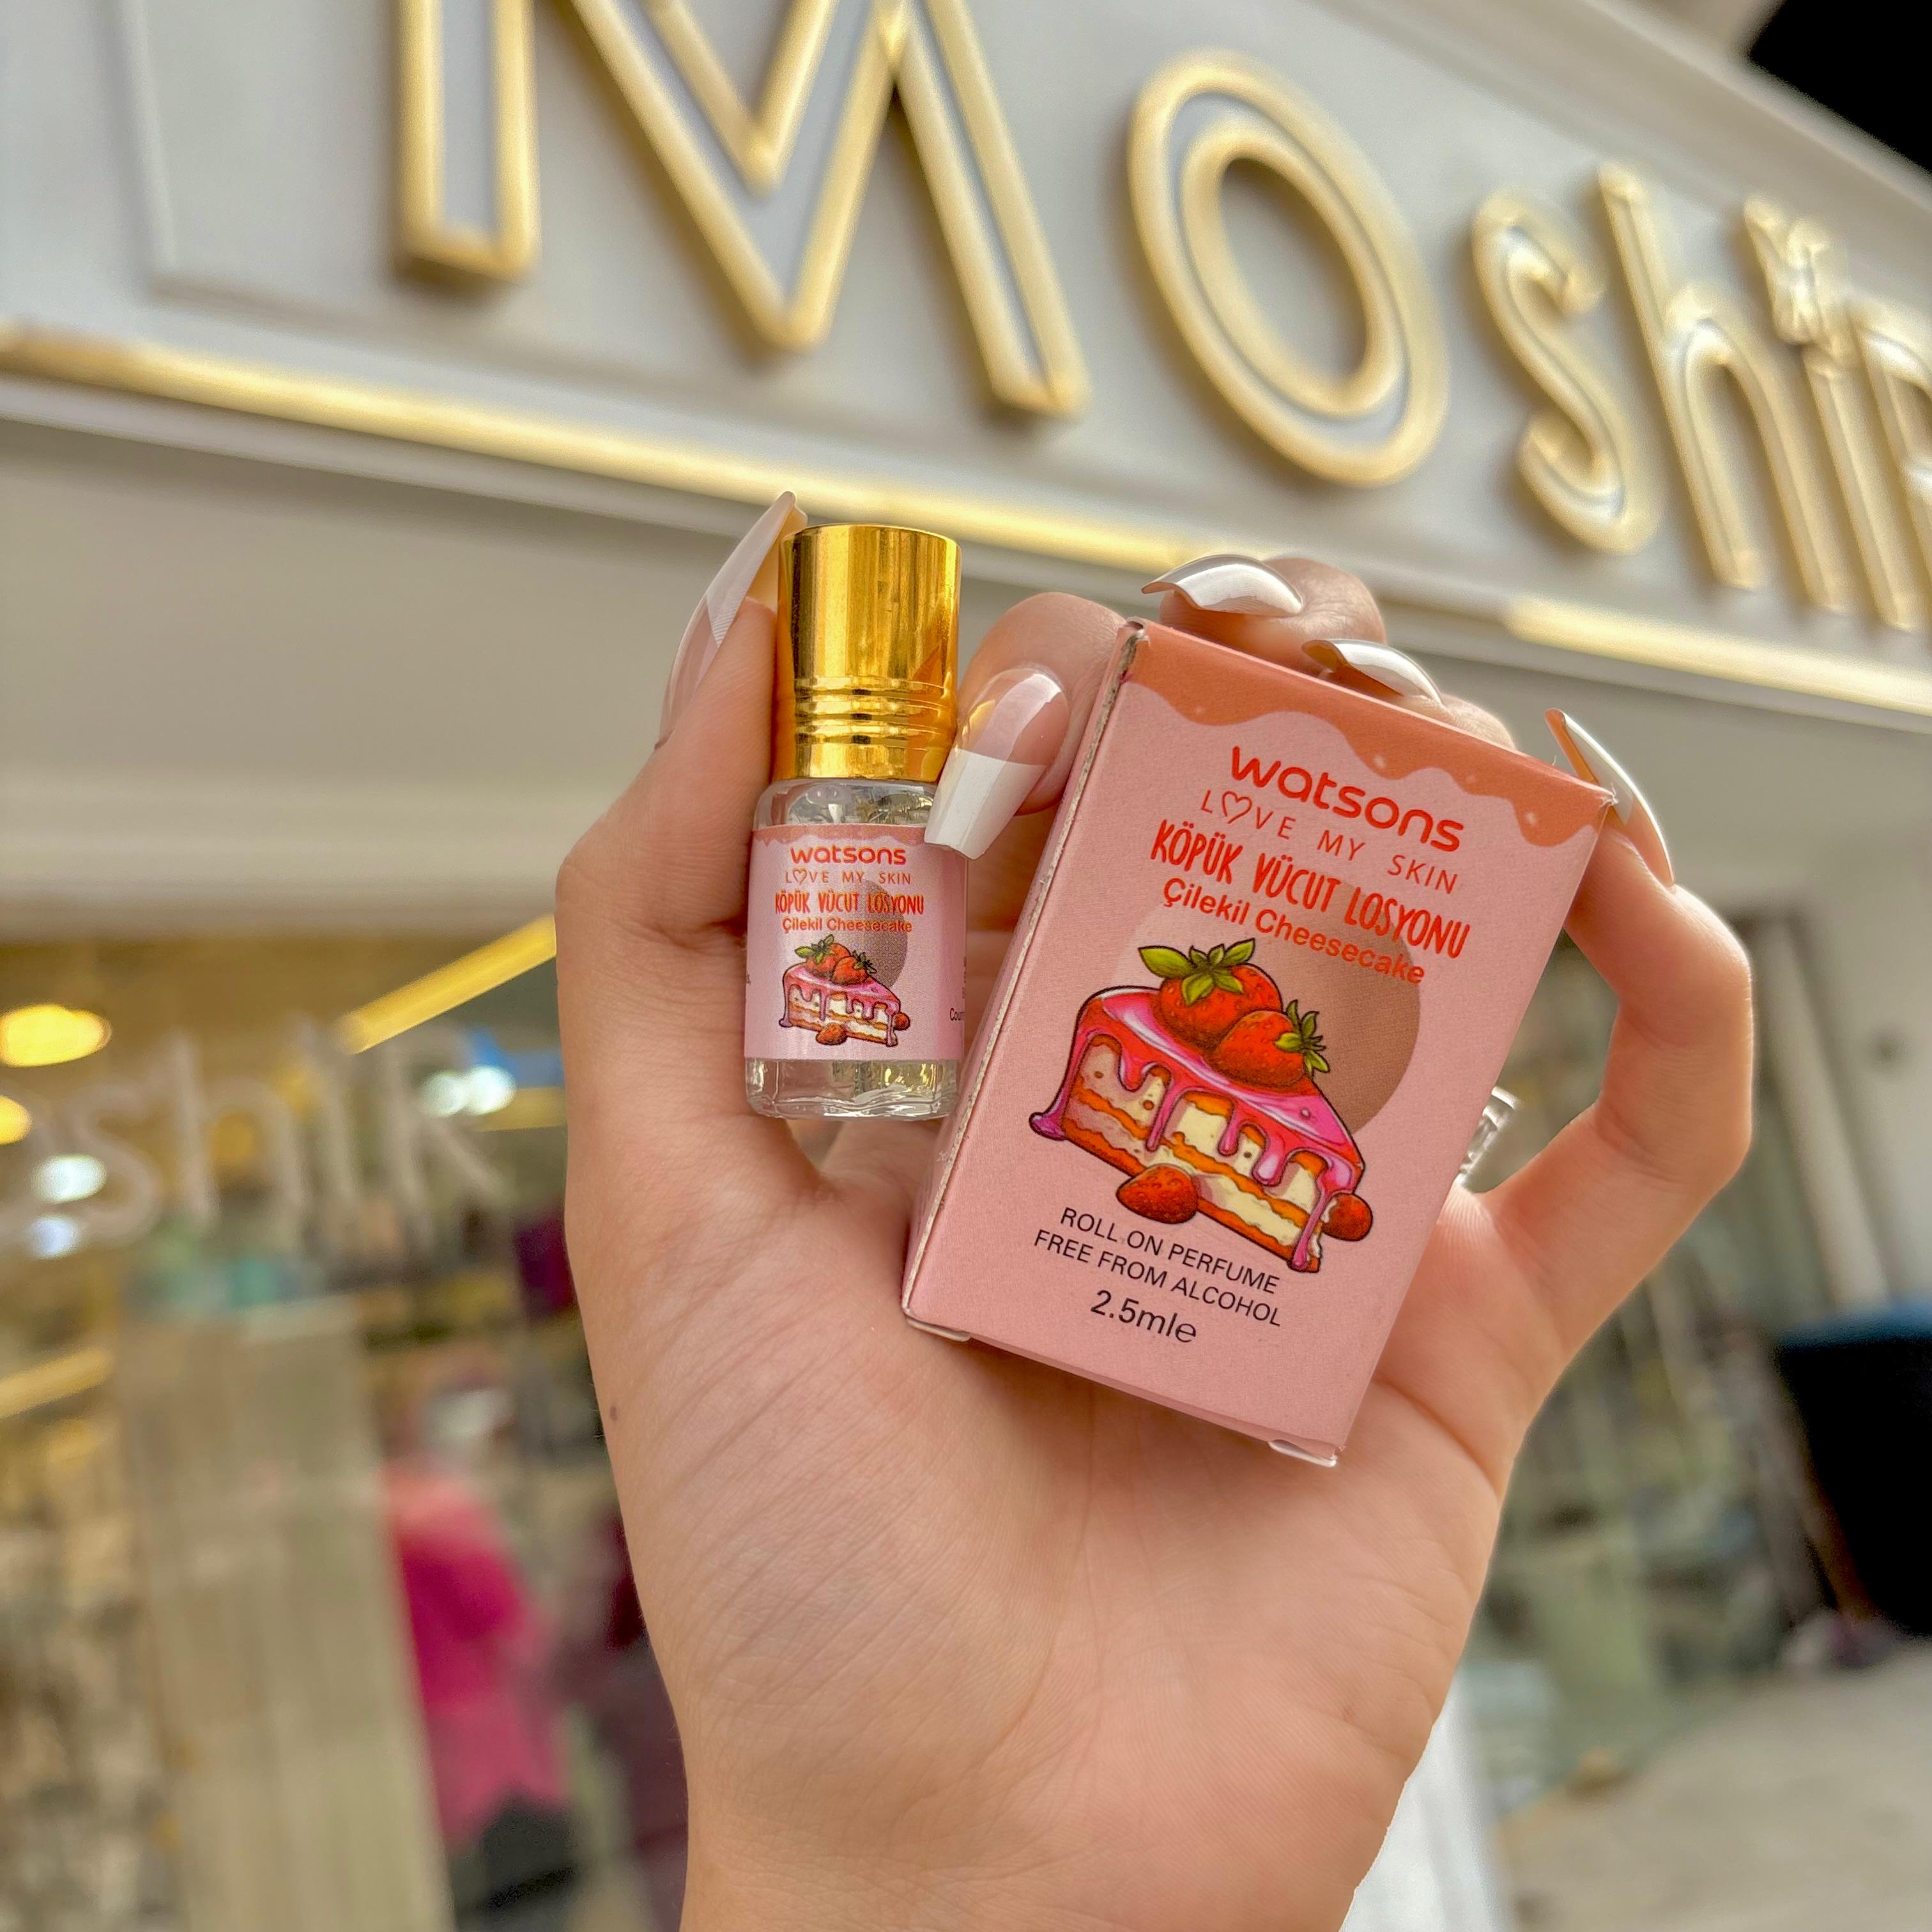 Moshi
watsons
LOVE MY SKIN
KÖPÜK VÜCUT LOSYONU
Çilekil Cheesecake
watsons
LOVE MY SKIN
KÖPÜK VÜCUT LOSYONU
Çilekil Cheesecake
ROLL ON PERFUME
FREE FROM ALCOHOL
2.5ml℮